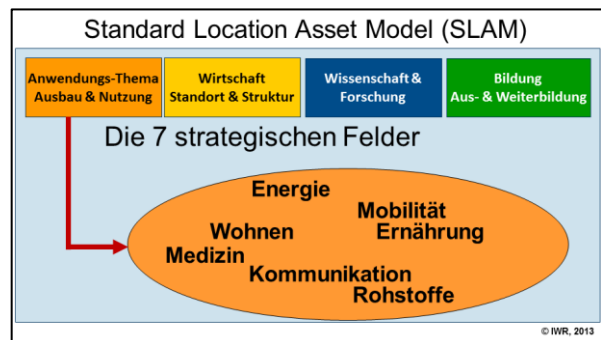 Standard Location Asset Model (SLAM)
Anwendungs-Thema
Ausbau & Nutzung
Wirtschaft
Standort & Struktur
Wissenschaft &
Forschung
Bildung
Aus- & Weiterbildung
Die 7 strategischen Felder
Energie
Mobilität
Wohnen
Ernährung
Medizin
Kommunikation
Rohstoffe
© IWR, 2013